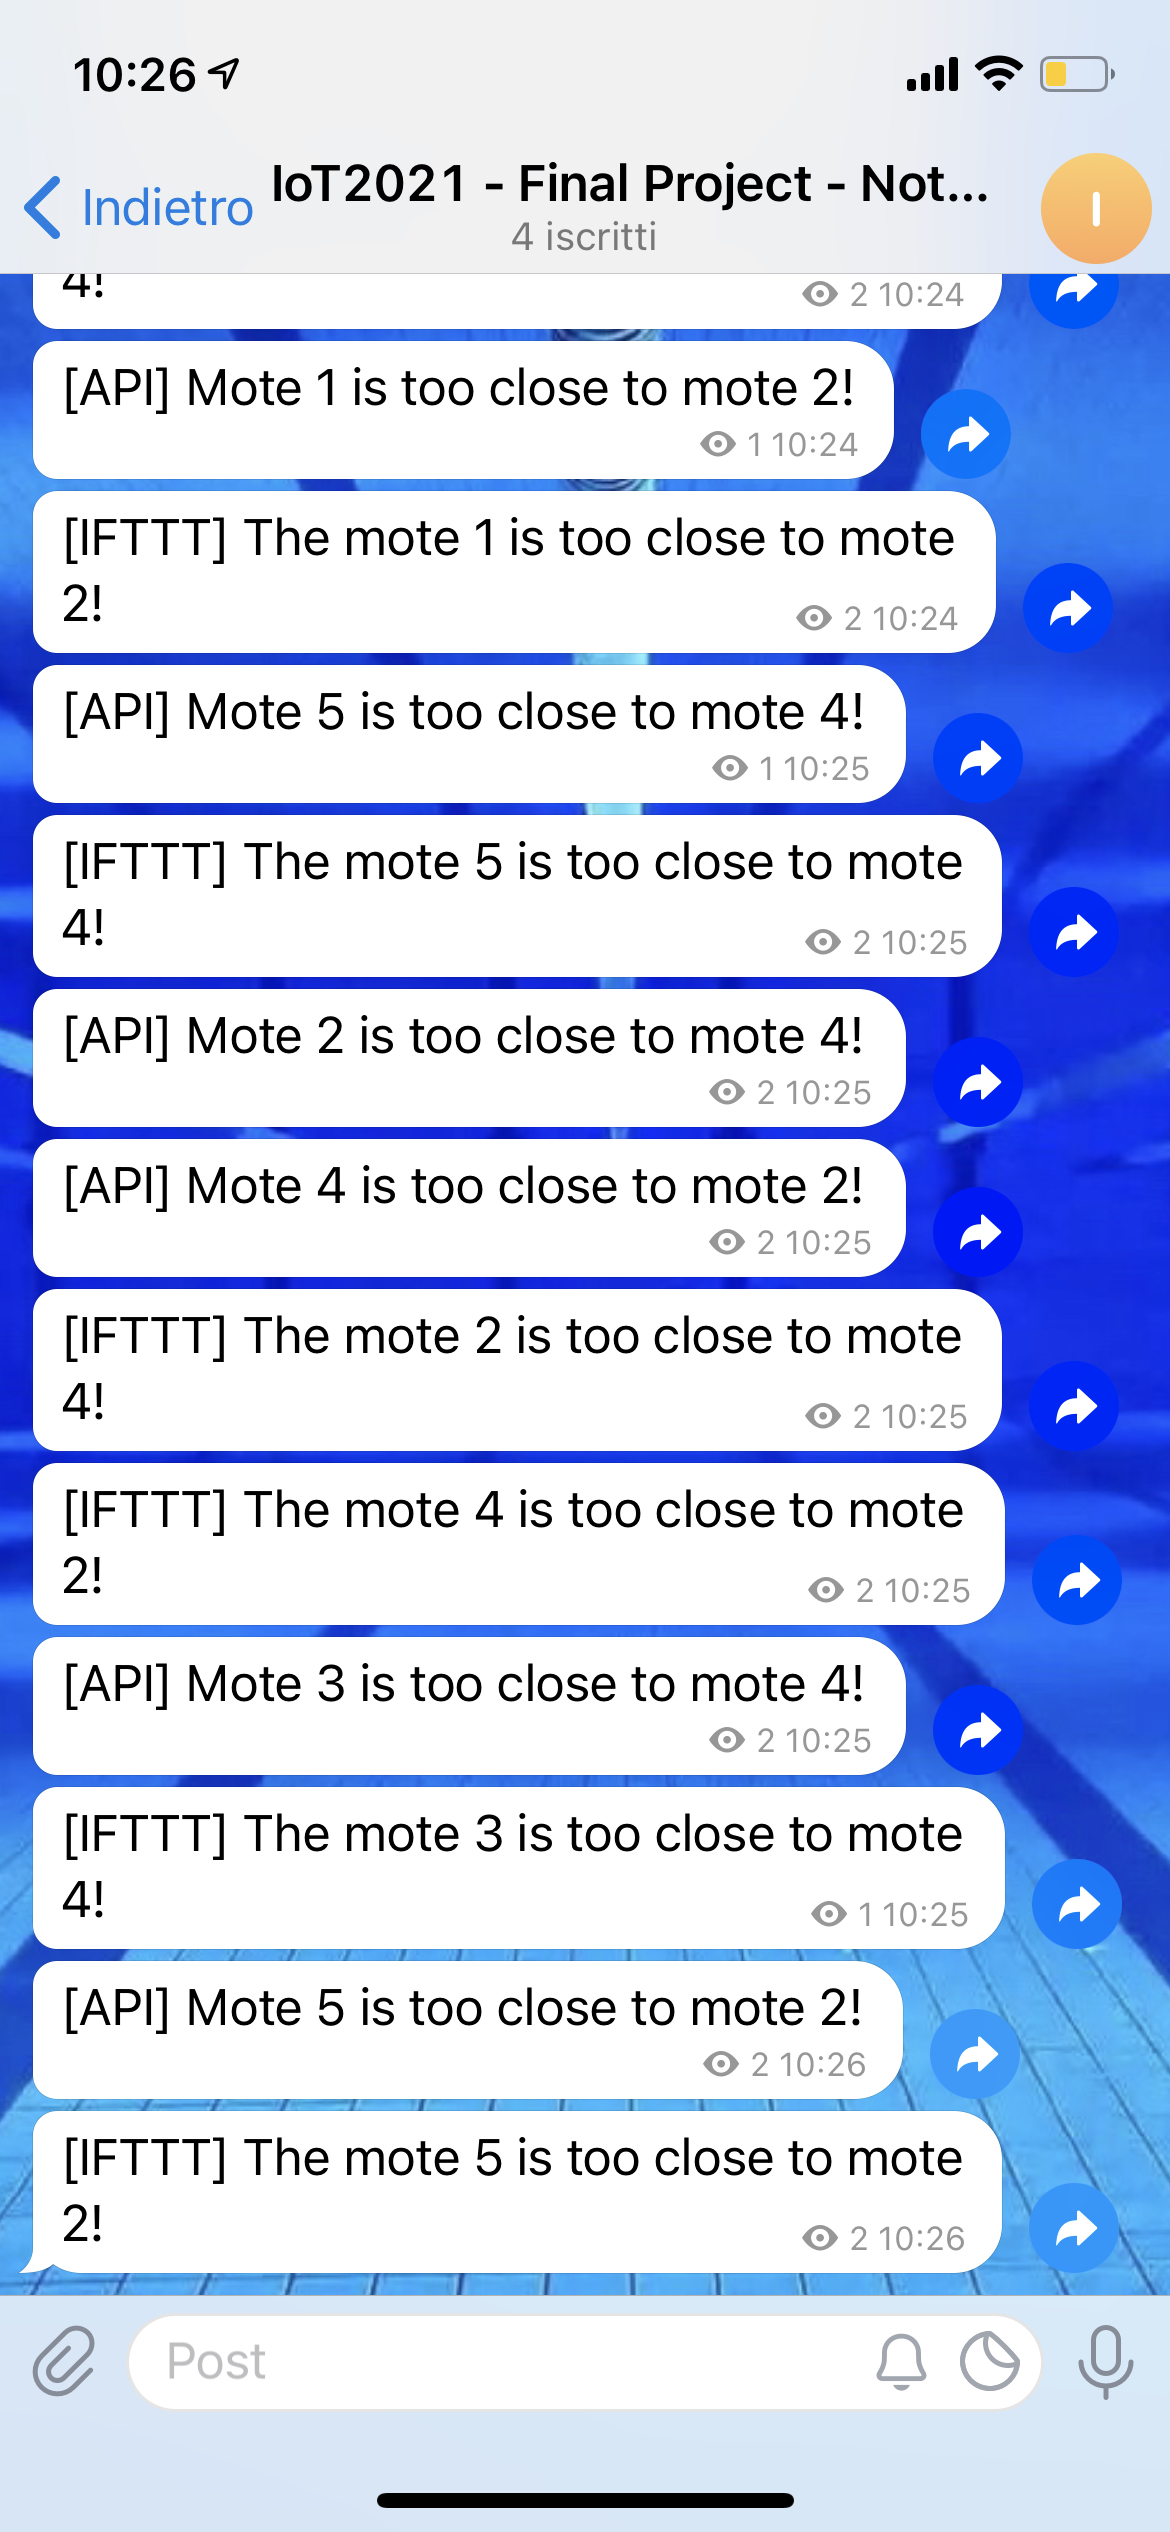 10:26
Indietro
IoT2021 - Final Project - Not...
4 iscritti
I
4!
2 10:24
[API] Mote 1 is too close to mote 2!
1 10:24
[IFTTT] The mote 1 is too close to mote
2!
2 10:24
[API] Mote 5 is too close to mote 4!
1 10:25
[IFTTT] The mote 5 is too close to mote
4!
2 10:25
[API] Mote 2 is too close to mote 4!
2 10:25
[API] Mote 4 is too close to mote 2!
2 10:25
[IFTTT] The mote 2 is too close to mote
4!
2 10:25
[IFTTT] The mote 4 is too close to mote
2!
2 10:25
[API] Mote 3 is too close to mote 4!
2 10:25
[IFTTT] The mote 3 is too close to mote
4!
1 10:25
[API] Mote 5 is too close to mote 2!
2 10:26
[IFTTT] The mote 5 is too close to mote
2!
2 10:26
Post